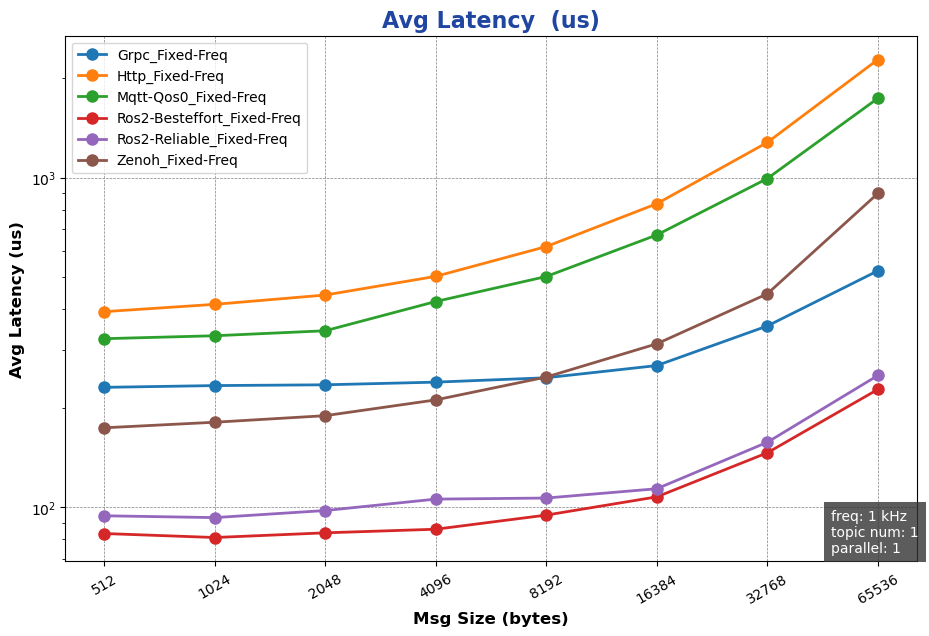 Avg Latency  (us)
Grpc_Fixed-Freq
Http_Fixed-Freq
Mqtt-Qos0_Fixed-Freq
Ros2-Besteffort_Fixed-Freq
Ros2-Reliable_Fixed-Freq
Zenoh_Fixed-Freq
Avg Latency (us)
10³
10²
freq: 1 kHz
topic num: 1
parallel: 1
512 1024 2048 4096 8192 16384 32768 65536
Msg Size (bytes)